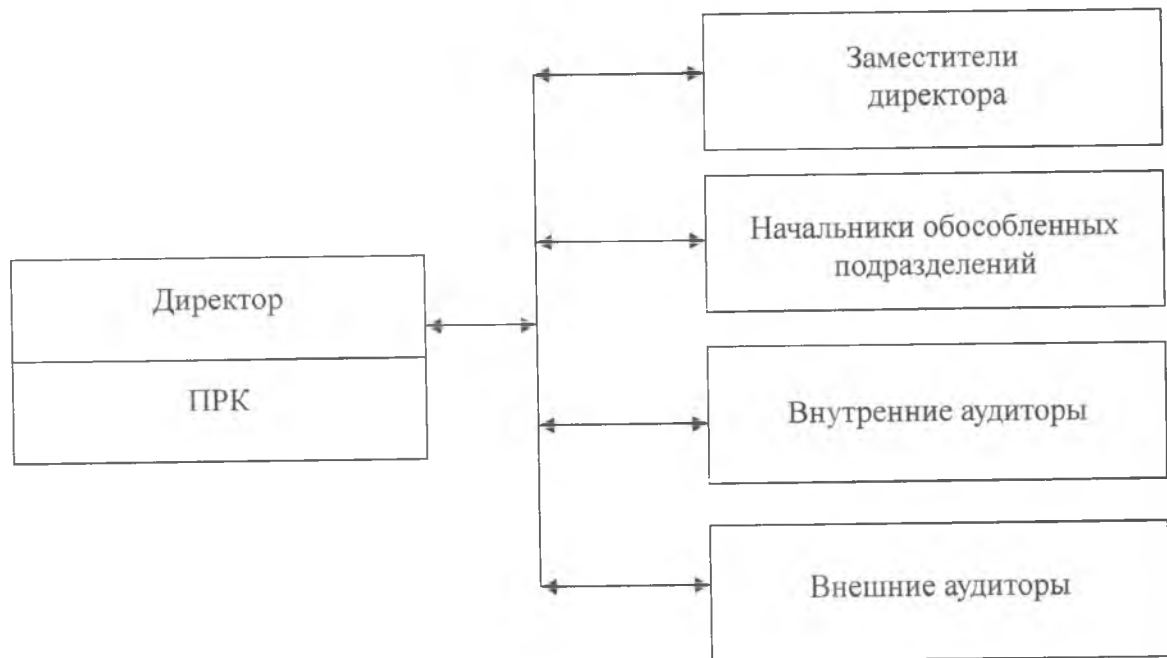 Директор
ПРК
Заместители
директора
Начальники обособленных
подразделений
Внутренние аудиторы
Внешние аудиторы